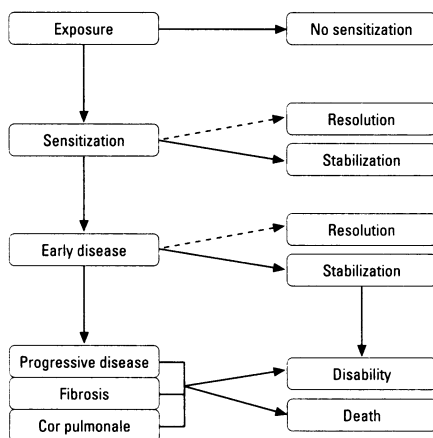 Exposure
No sensitization
Sensitization
Resolution
Stabilization
Early disease
Resolution
Stabilization
Progressive disease
Fibrosis
Cor pulmonale
Disability
Death